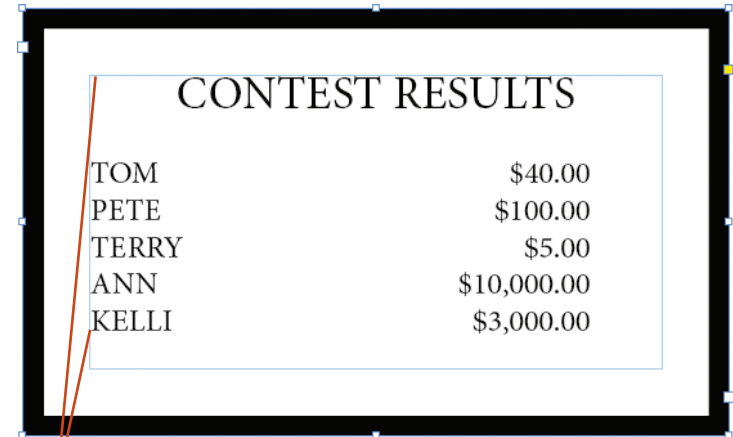 CONTEST RESULTS
TOM $40.00
PETE $100.00
TERRY $5.00
ANN $10,000.00
KELLI $3,000.00